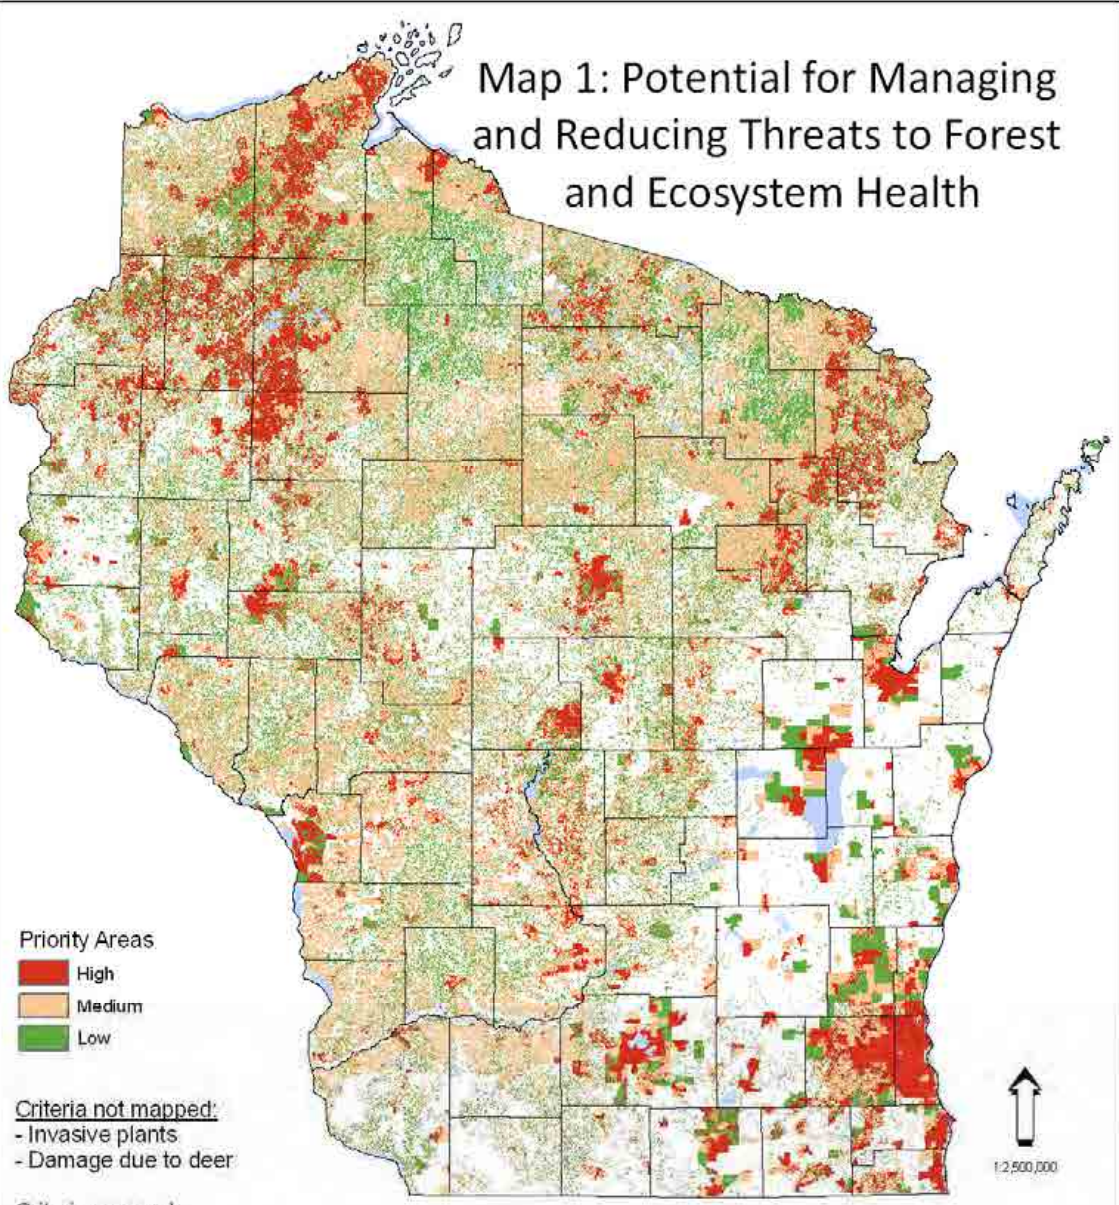 Map 1: Potential for Managing
and Reducing Threats to Forest
and Ecosystem Health
Priority Areas
High
Medium
Low
Criteria not mapped:
- Invasive plants
- Damage due to deer
1:2,500,000